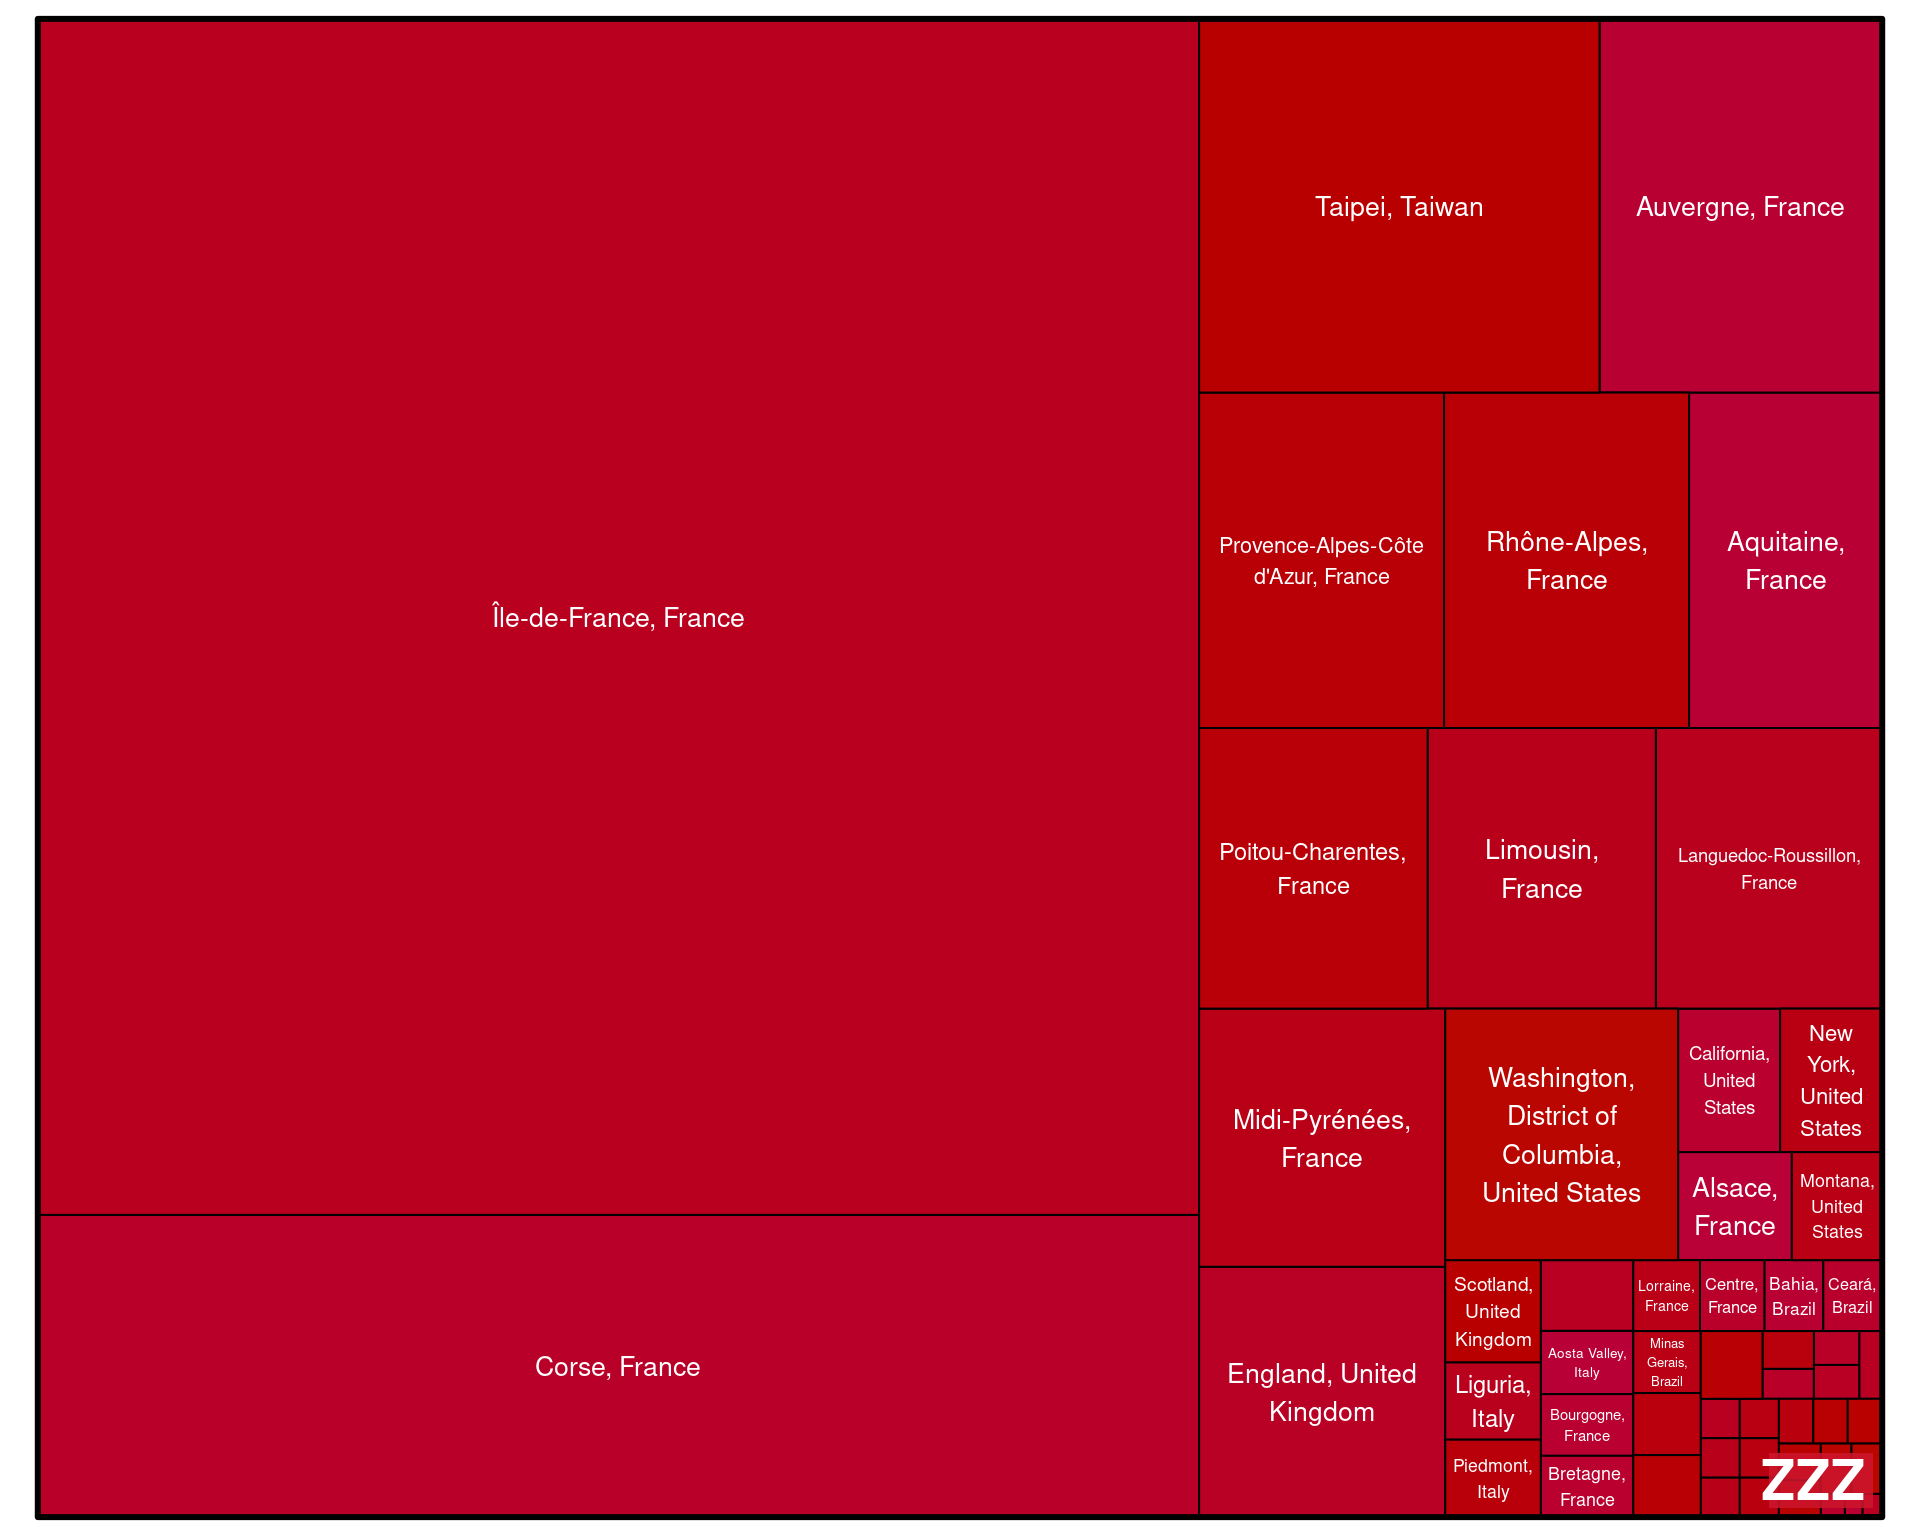 Île-de-France, France
Corse, France
Taipei, Taiwan
Auvergne, France
Provence-Alpes-Côte
d'Azur, France
Rhône-Alpes,
France
Aquitaine,
France
Poitou-Charentes,
France
Limousin,
France
Languedoc-Roussillon,
France
Midi-Pyrénées,
France
England, United
Kingdom
Washington,
District of
Columbia,
United States
California,
United
States
New
York,
United
States
Alsace,
France
Montana,
United
States
Scotland,
United
Kingdom
Liguria,
Italy
Piedmont,
Italy
Aosta Valley,
Italy
Bourgogne,
France
Bretagne,
France
Lorraine,
France
Minas
Gerais,
Brazil
Centre,
France
Bahia,
Brazil
Ceará,
Brazil
ZZZ